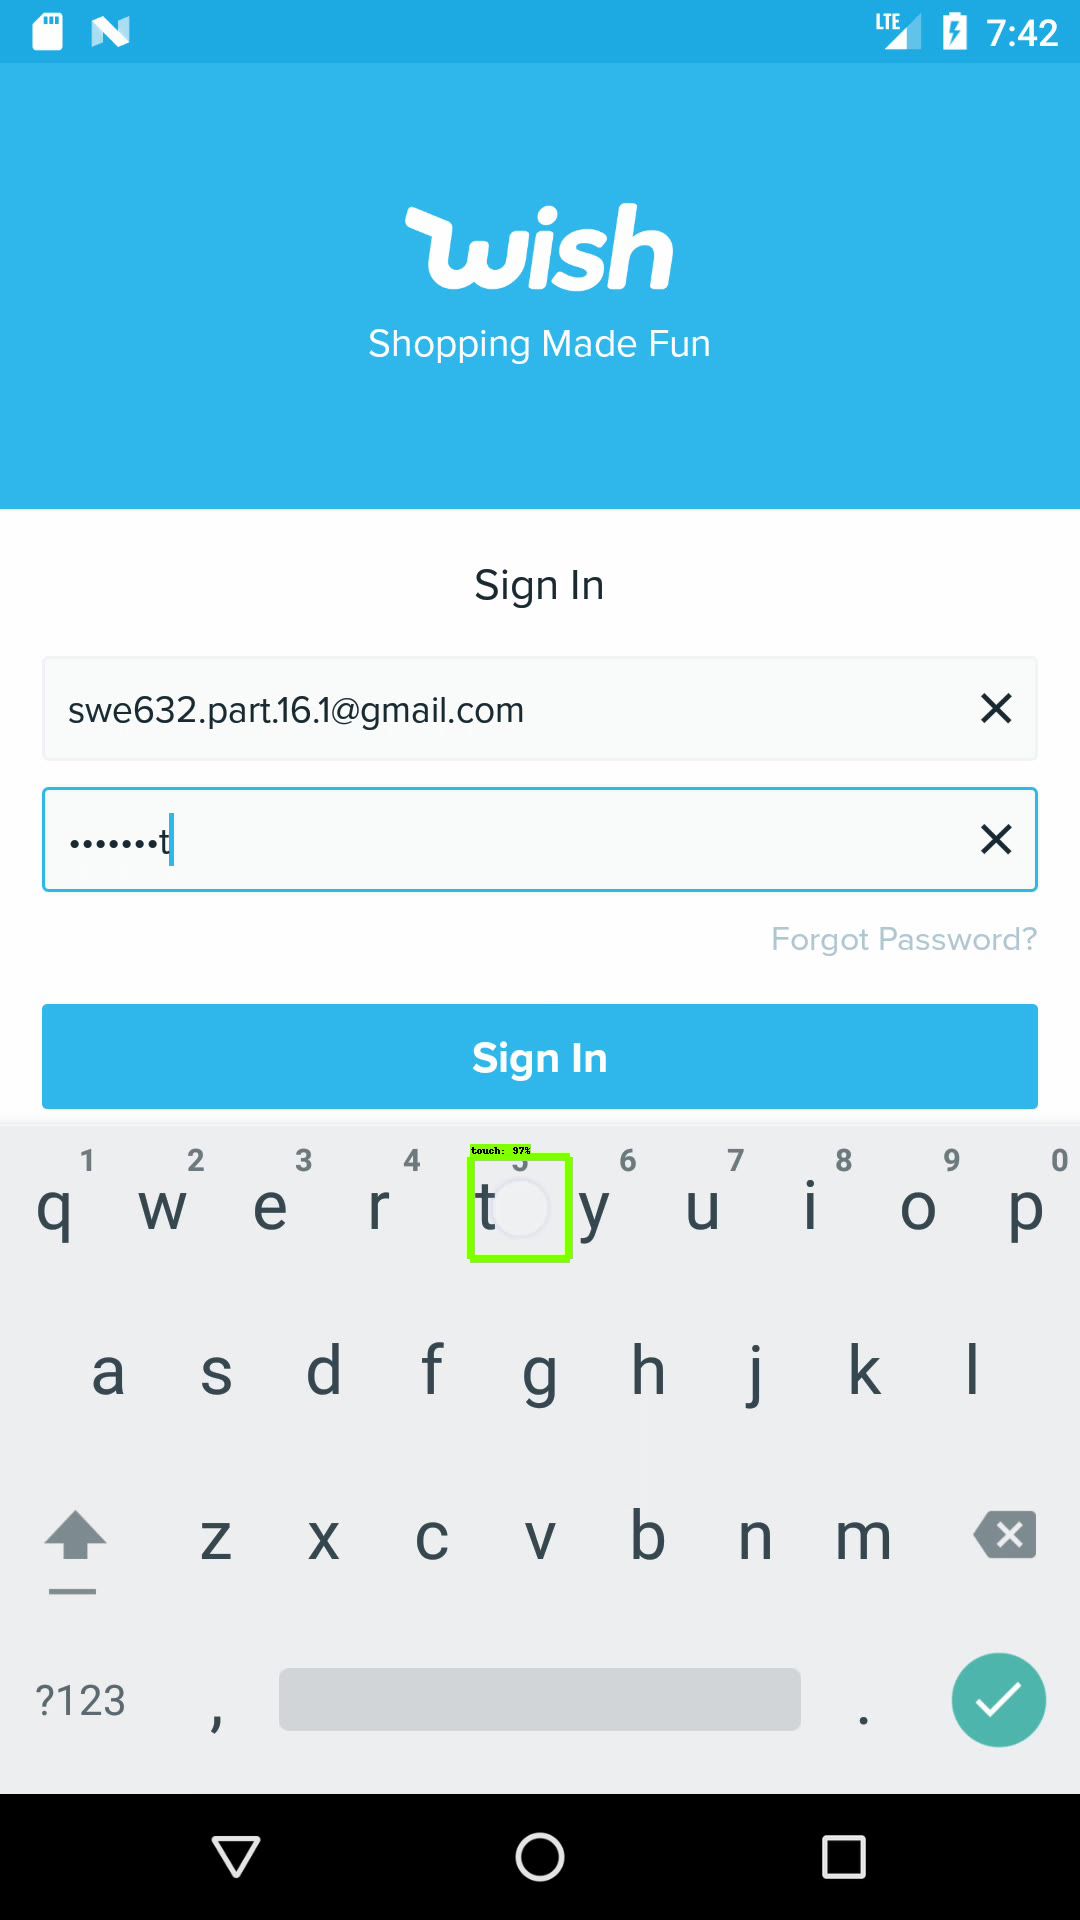 LTE 7:42
wish
Shopping Made Fun
Sign In
swe632.part.16.1@gmail.com
•••••••t
Forgot Password?
Sign In
touch: 97%
1 2 3 4 5 6 7 8 9 0
q w e r t y u i o p
a s d f g h j k l
z x c v b n m
?123 , .